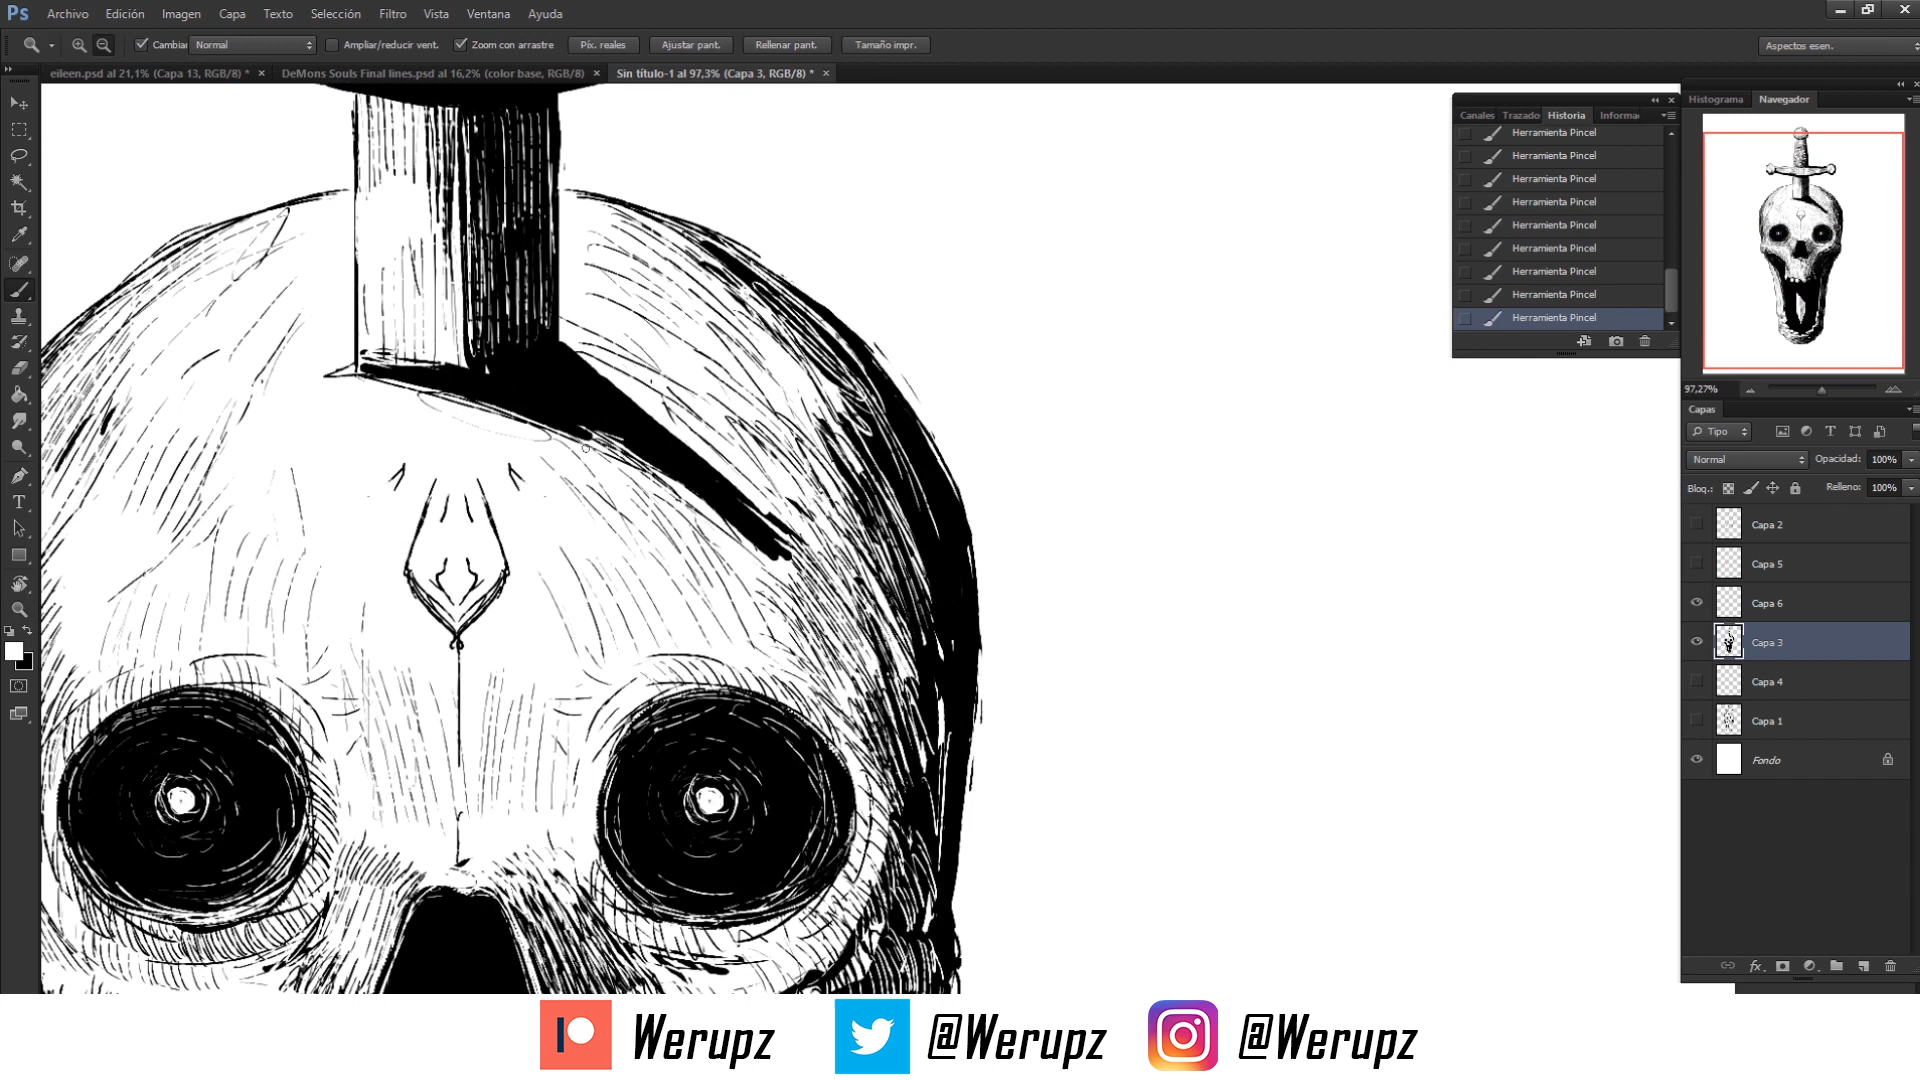 Ps Archivo Edición Imagen Capa Texto Selección Filtro Vista Ventana Ayuda
Cambiar Normal Ampliar/reducir vent. Zoom con arrastre Píx. reales Ajustar pant. Rellenar pant. Tamaño impr. Aspectos esen.
eileen.psd al 21,1% (Capa 13, RGB/8) * × DeMons Souls Final lines.psd al 16,2% (color base, RGB/8) × Sin título-1 al 97,3% (Capa 3, RGB/8) * ×
Histograma Navegador
Canales Trazado Historia Informa
Herramienta Pincel
Herramienta Pincel
Herramienta Pincel
Herramienta Pincel
Herramienta Pincel
Herramienta Pincel
Herramienta Pincel
Herramienta Pincel
Herramienta Pincel
97,27%
Capas
Tipo
Normal Opacidad: 100%
Bloq.: Relleno: 100%
Capa 2
Capa 5
Capa 6
Capa 3
Capa 4
Capa 1
Fondo
fx
Werupz @Werupz @Werupz